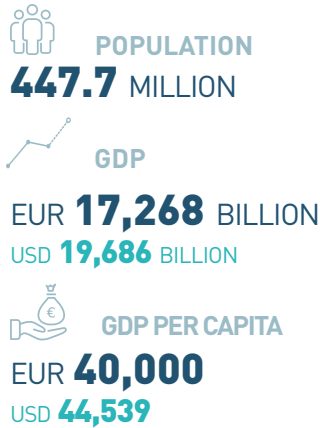 POPULATION
447.7 MILLION
GDP
EUR 17,268 BILLION
USD 19,686 BILLION
€
GDP PER CAPITA
EUR 40,000
USD 44,539